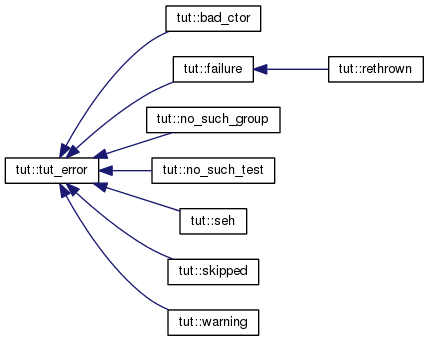 tut::bad_ctor
tut::failure
tut::rethrown
tut::no_such_group
tut::tut_error
tut::no_such_test
tut::seh
tut::skipped
tut::warning